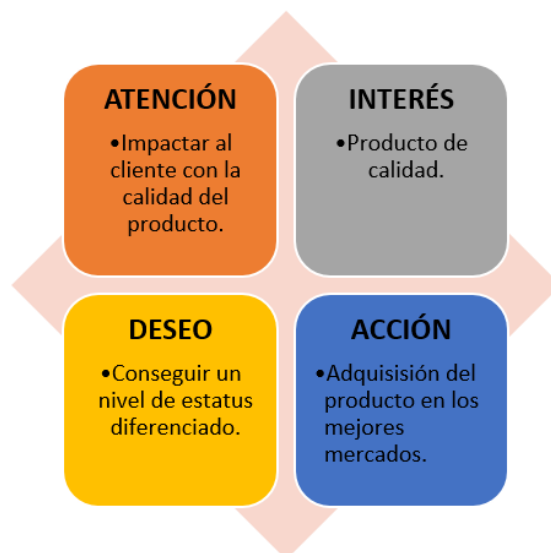 ATENCIÓN
•Impactar al
cliente con la
calidad del
producto.
INTERÉS
•Producto de
calidad.
DESEO
•Conseguir un
nivel de estatus
diferenciado.
ACCIÓN
•Adquisisión del
producto en los
mejores
mercados.